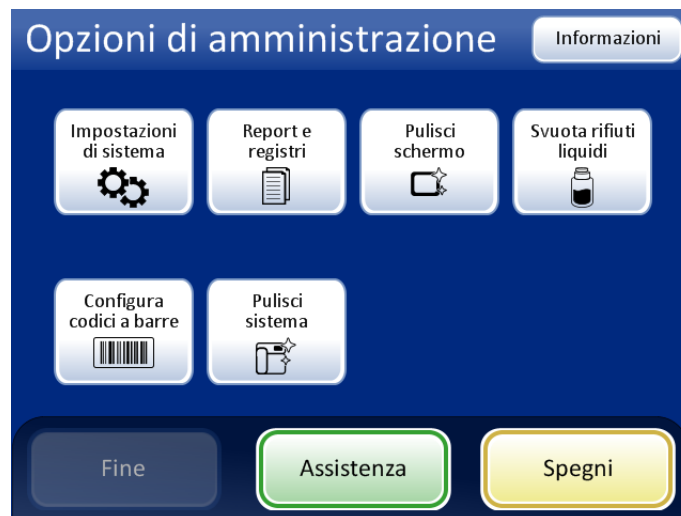 Opzioni di amministrazione
Informazioni
Impostazioni
di sistema
Report e
registri
Pulisci
schermo
Svuota rifiuti
liquidi
Configura
codici a barre
Pulisci
sistema
Fine
Assistenza
Spegni